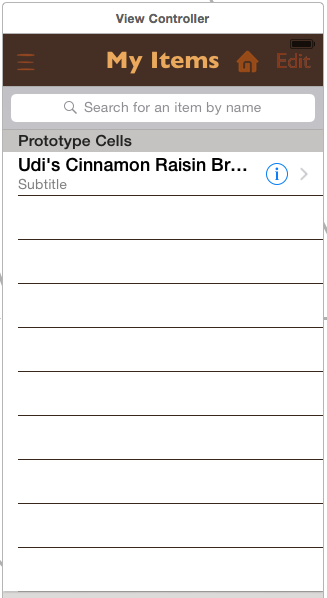 View Controller
My Items Edit
Search for an item by name
Prototype Cells
Udi's Cinnamon Raisin Br...
Subtitle